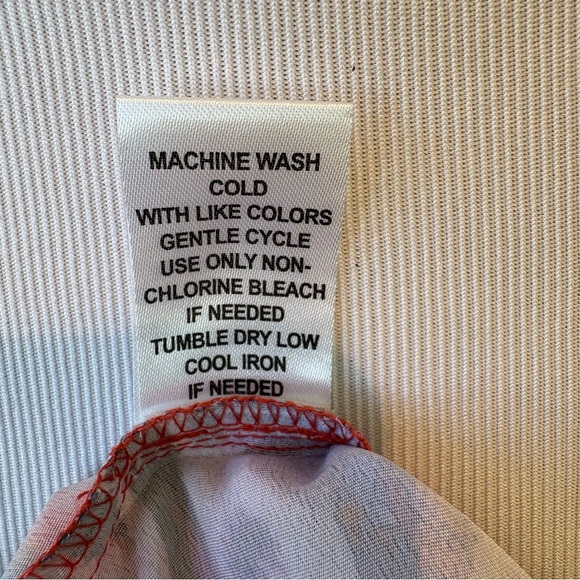 MACHINE WASH
COLD
WITH LIKE COLORS
GENTLE CYCLE
USE ONLY NON-
CHLORINE BLEACH
IF NEEDED
TUMBLE DRY LOW
COOL IRON
IF NEEDED